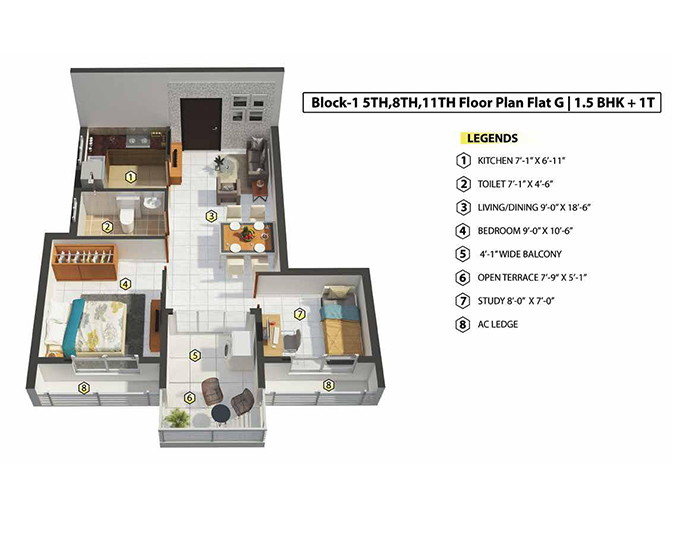 Block-1 5TH,8TH,11TH Floor Plan Flat G | 1.5 BHK + 1T
LEGENDS
1 KITCHEN 7'-1" X 6'-11"
2 TOILET 7'-1" X 4'-6"
3 LIVING/DINING 9'-0" X 18'-6"
4 BEDROOM 9'-0" X 10'-6"
5 4'-1" WIDE BALCONY
6 OPEN TERRACE 7'-9" X 5'-1"
7 STUDY 8'-0" X 7'-0"
8 AC LEDGE
1
2
3
4
7
5
8
6
8